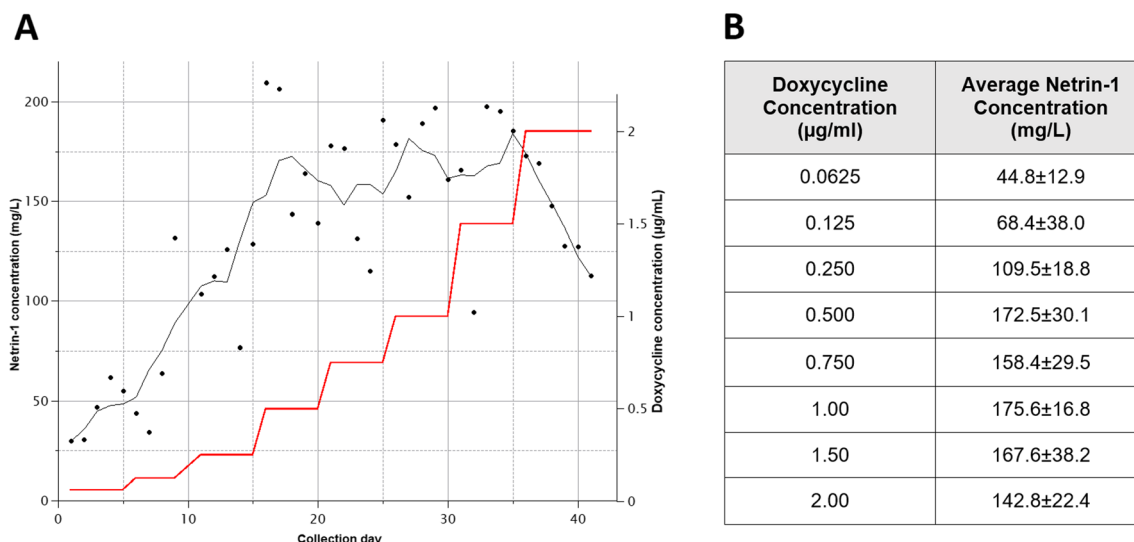 A
Netrin-1 concentration (mg/L)
200
150
100
50
0
0
10
20
30
40
Collection day
2
1.5
1
0.5
0
Doxycycline concentration (µg/mL)
B
Doxycycline
Concentration
(µg/ml)
Average Netrin-1
Concentration
(mg/L)
0.0625 44.8±12.9
0.125 68.4±38.0
0.250 109.5±18.8
0.500 172.5±30.1
0.750 158.4±29.5
1.00 175.6±16.8
1.50 167.6±38.2
2.00 142.8±22.4